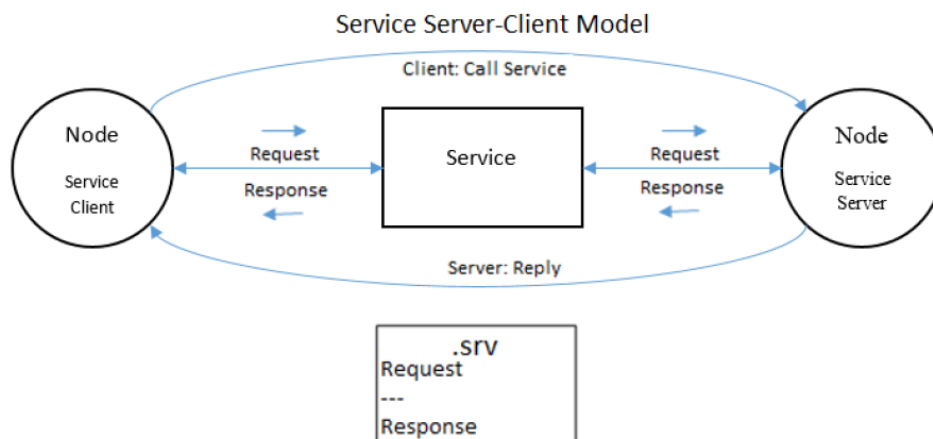 Service Server-Client Model
Client: Call Service
Node
Service
Client
Request
Response
Service
Request
Response
Node
Service
Server
Server: Reply
.srv
Request
---
Response